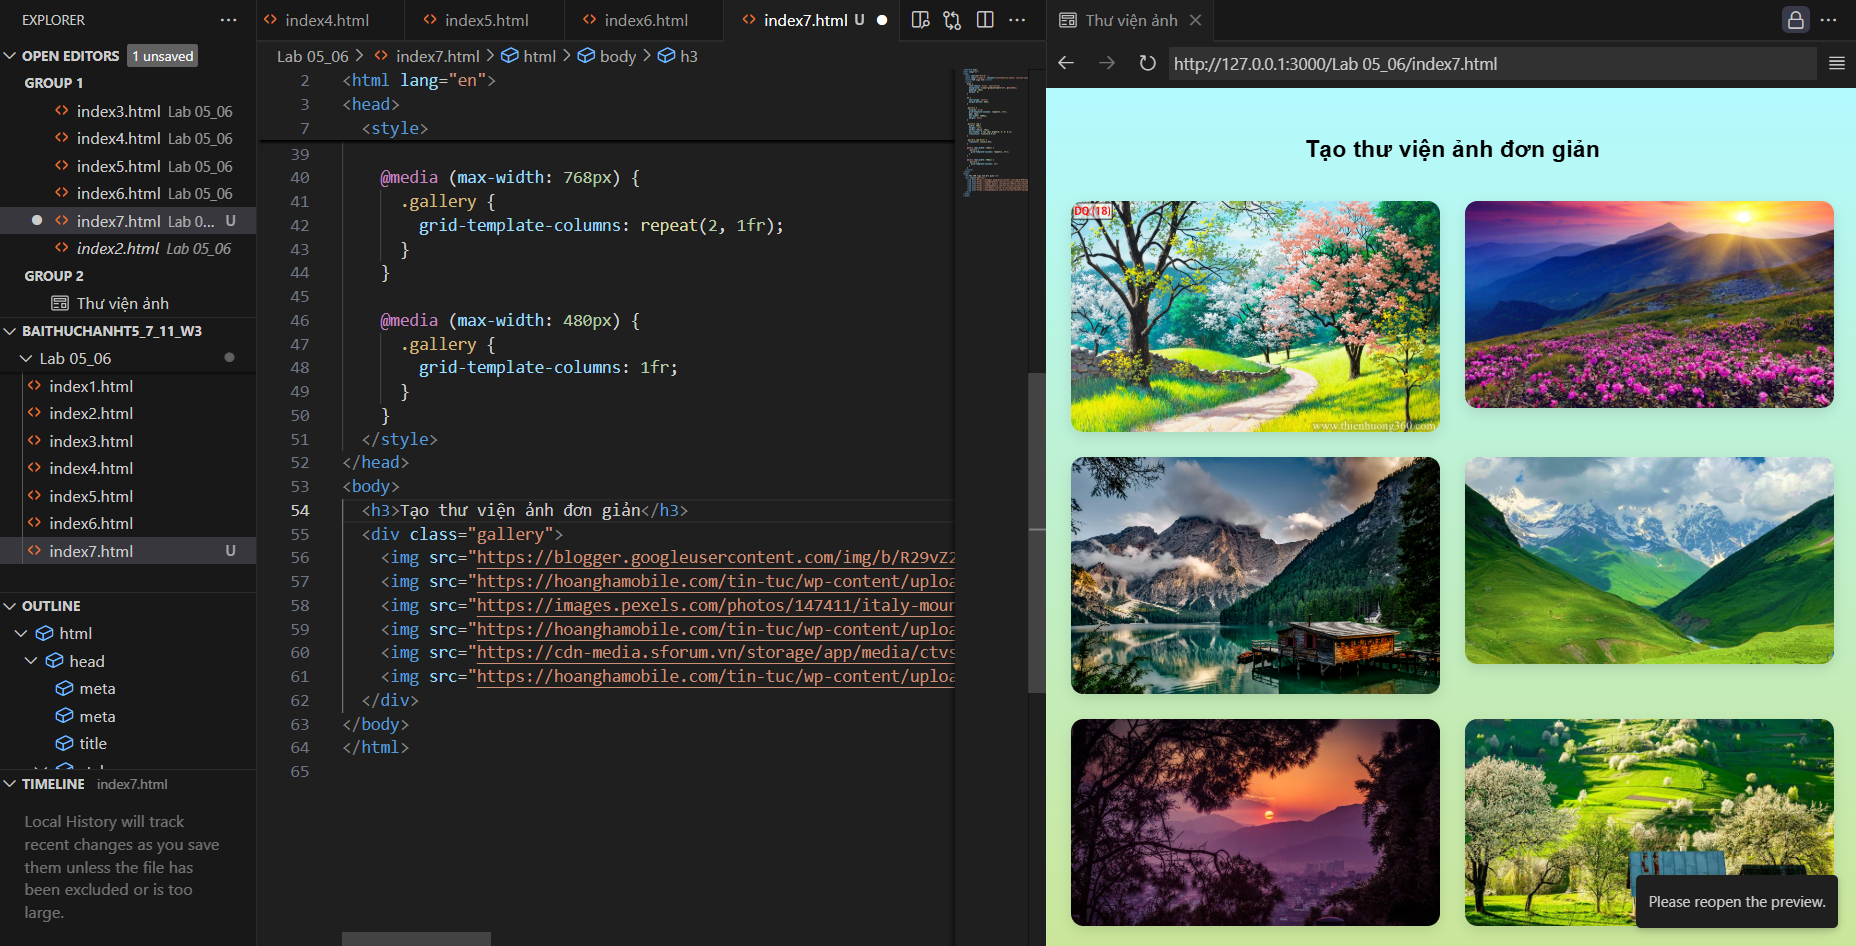 EXPLORER
OPEN EDITORS 1 unsaved
GROUP 1
index3.html Lab 05_06
index4.html Lab 05_06
index5.html Lab 05_06
index6.html Lab 05_06
index7.html Lab 0... U
index2.html Lab 05_06
GROUP 2
Thư viện ảnh
BAITHUCHANHT5_7_11_W3
Lab 05_06
index1.html
index2.html
index3.html
index4.html
index5.html
index6.html
index7.html U
OUTLINE
html
head
meta
meta
title
TIMELINE index7.html
Local History will track
recent changes as you save
them unless the file has
been excluded or is too
large.
index4.html index5.html index6.html index7.html U
Lab 05_06 > index7.html > html > body > h3
2 <html lang="en">
3 <head>
7 <style>
39
40 @media (max-width: 768px) {
41 .gallery {
42 grid-template-columns: repeat(2, 1fr);
43 }
44 }
45
46 @media (max-width: 480px) {
47 .gallery {
48 grid-template-columns: 1fr;
49 }
50 }
51 </style>
52 </head>
53 <body>
54 <h3>Tạo thư viện ảnh đơn giản</h3>
55 <div class="gallery">
56 <img src="https://blogger.googleusercontent.com/img/b/R29vZ2
57 <img src="https://hoanghamobile.com/tin-tuc/wp-content/uploa
58 <img src="https://images.pexels.com/photos/147411/italy-moun
59 <img src="https://hoanghamobile.com/tin-tuc/wp-content/uploa
60 <img src="https://cdn-media.sforum.vn/storage/app/media/ctvs
61 <img src="https://hoanghamobile.com/tin-tuc/wp-content/uploa
62 </div>
63 </body>
64 </html>
65
Thư viện ảnh
http://127.0.0.1:3000/Lab 05_06/index7.html
Tạo thư viện ảnh đơn giản
DQ (18)
www.thienhuong360.com
Please reopen the preview.